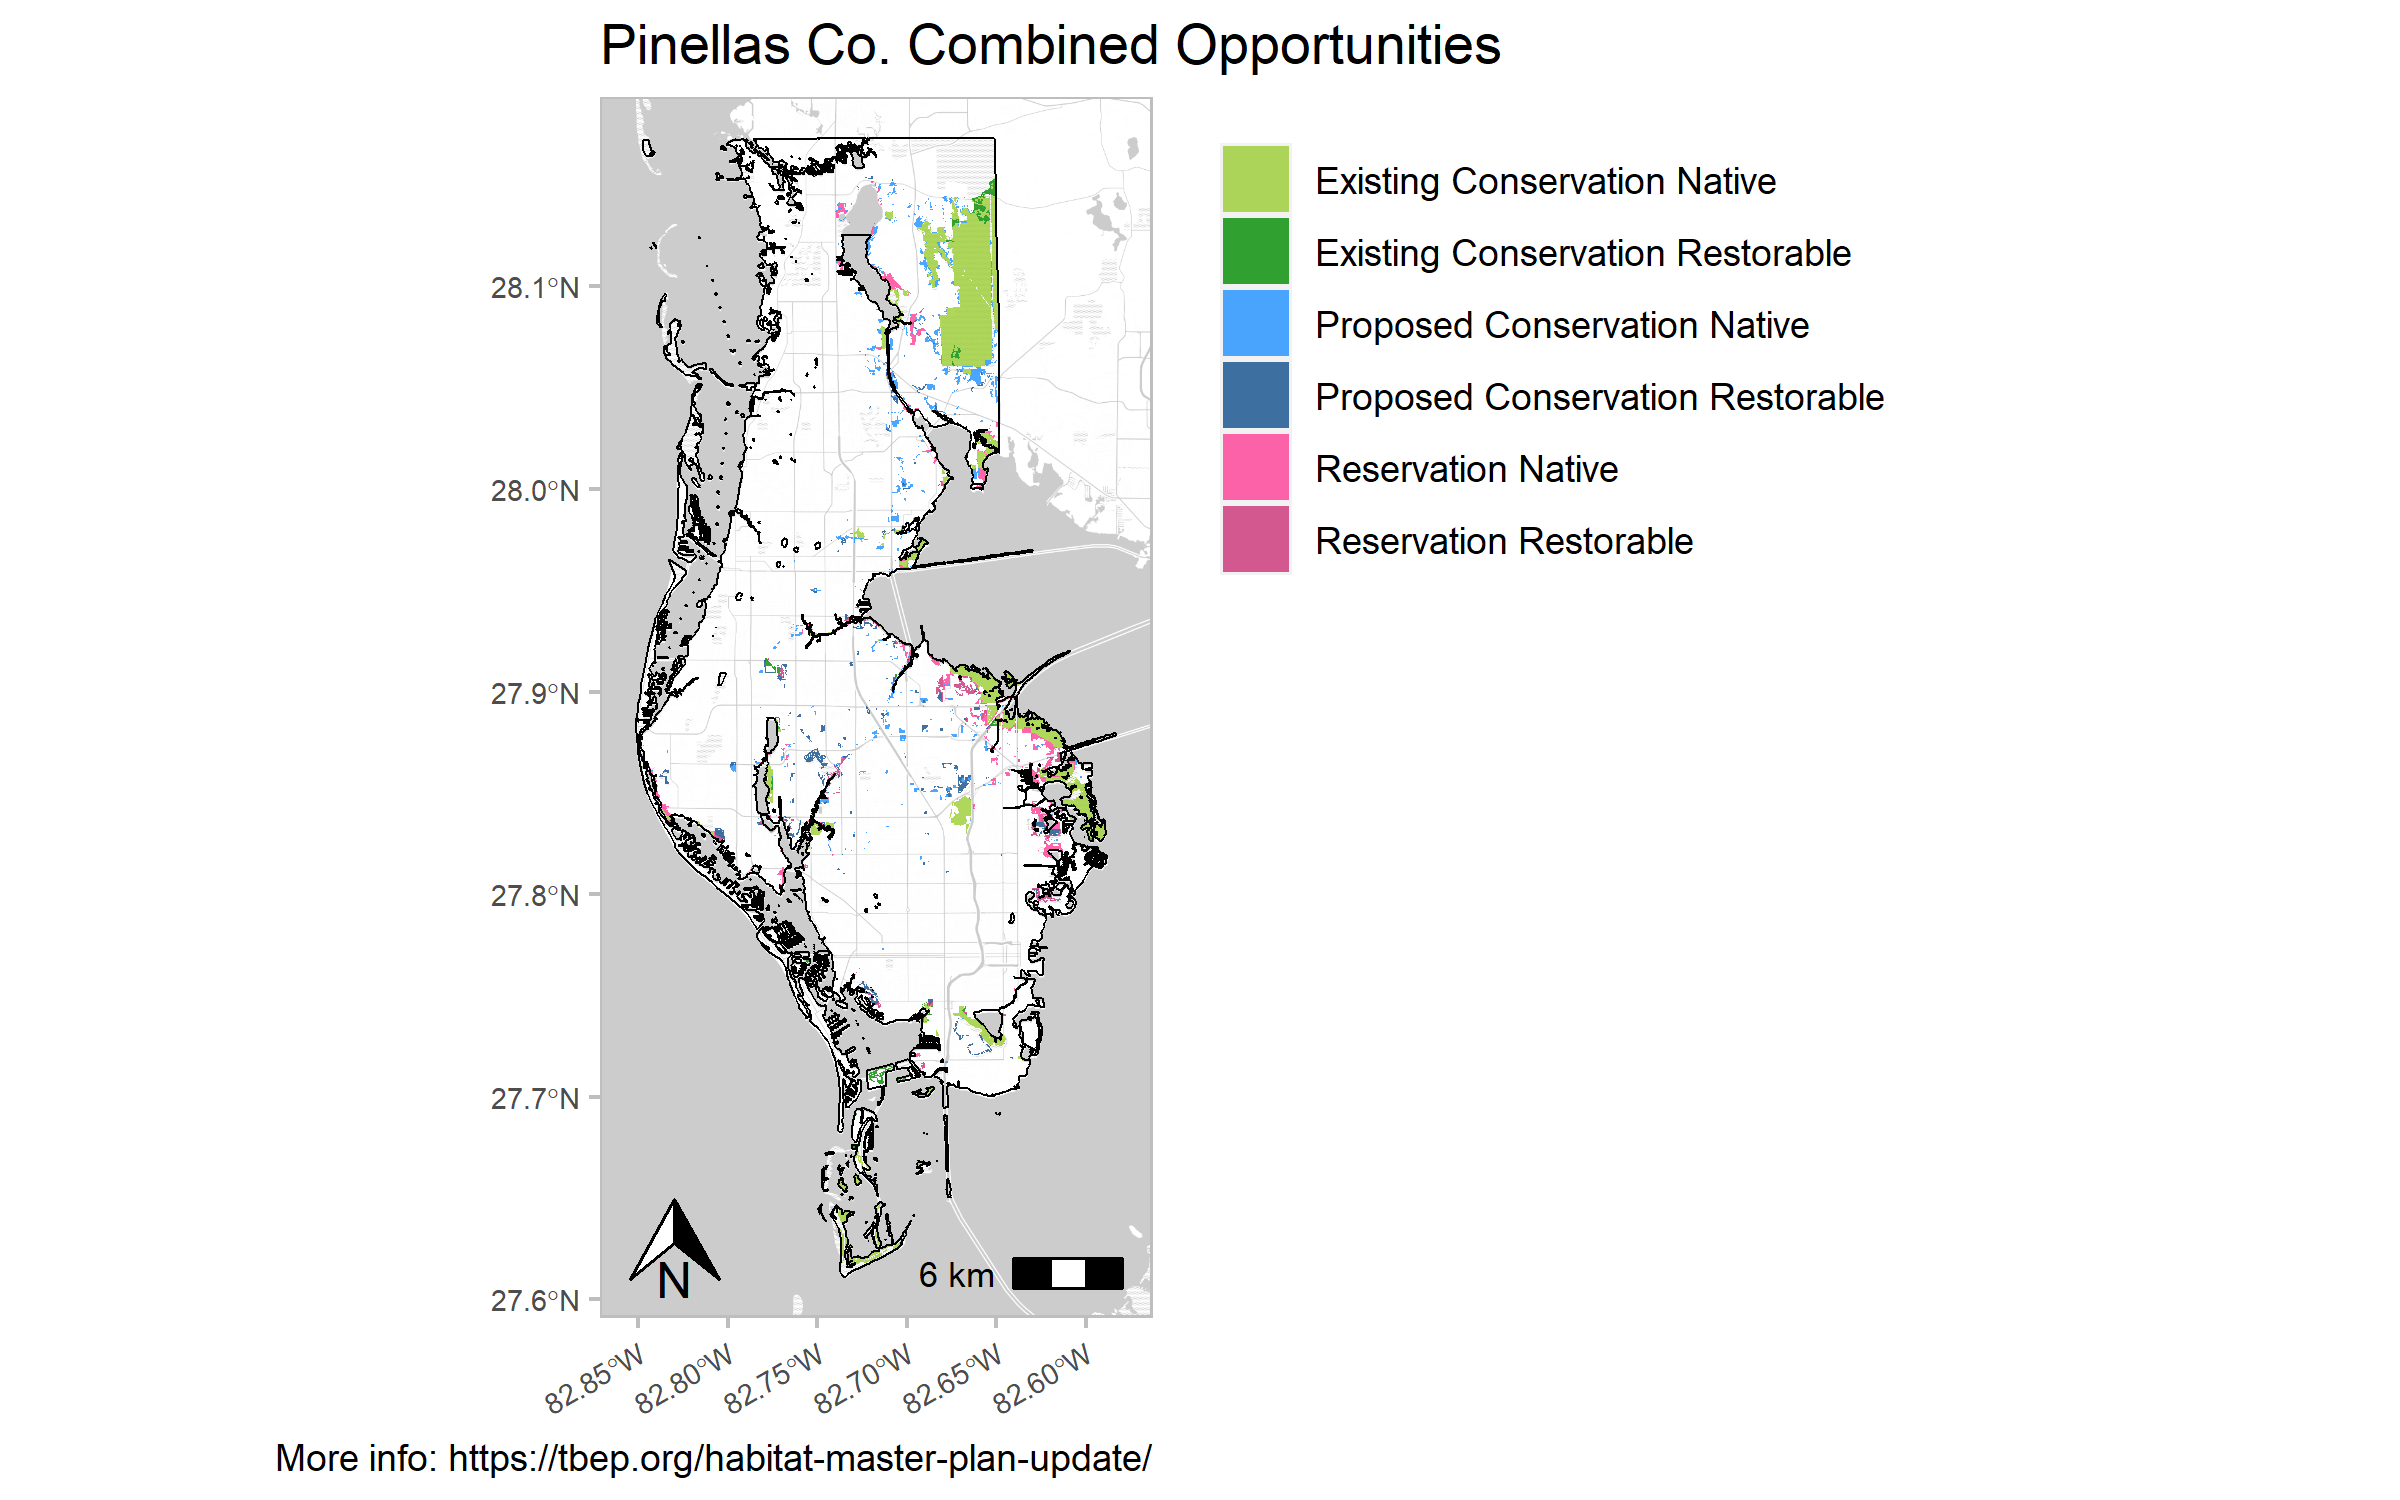 Pinellas Co. Combined Opportunities
Existing Conservation Native
Existing Conservation Restorable
Proposed Conservation Native
Proposed Conservation Restorable
Reservation Native
Reservation Restorable
28.1°N
28.0°N
27.9°N
27.8°N
27.7°N
27.6°N
N
6 km
82.85°W
82.80°W
82.75°W
82.70°W
82.65°W
82.60°W
More info: https://tbep.org/habitat-master-plan-update/